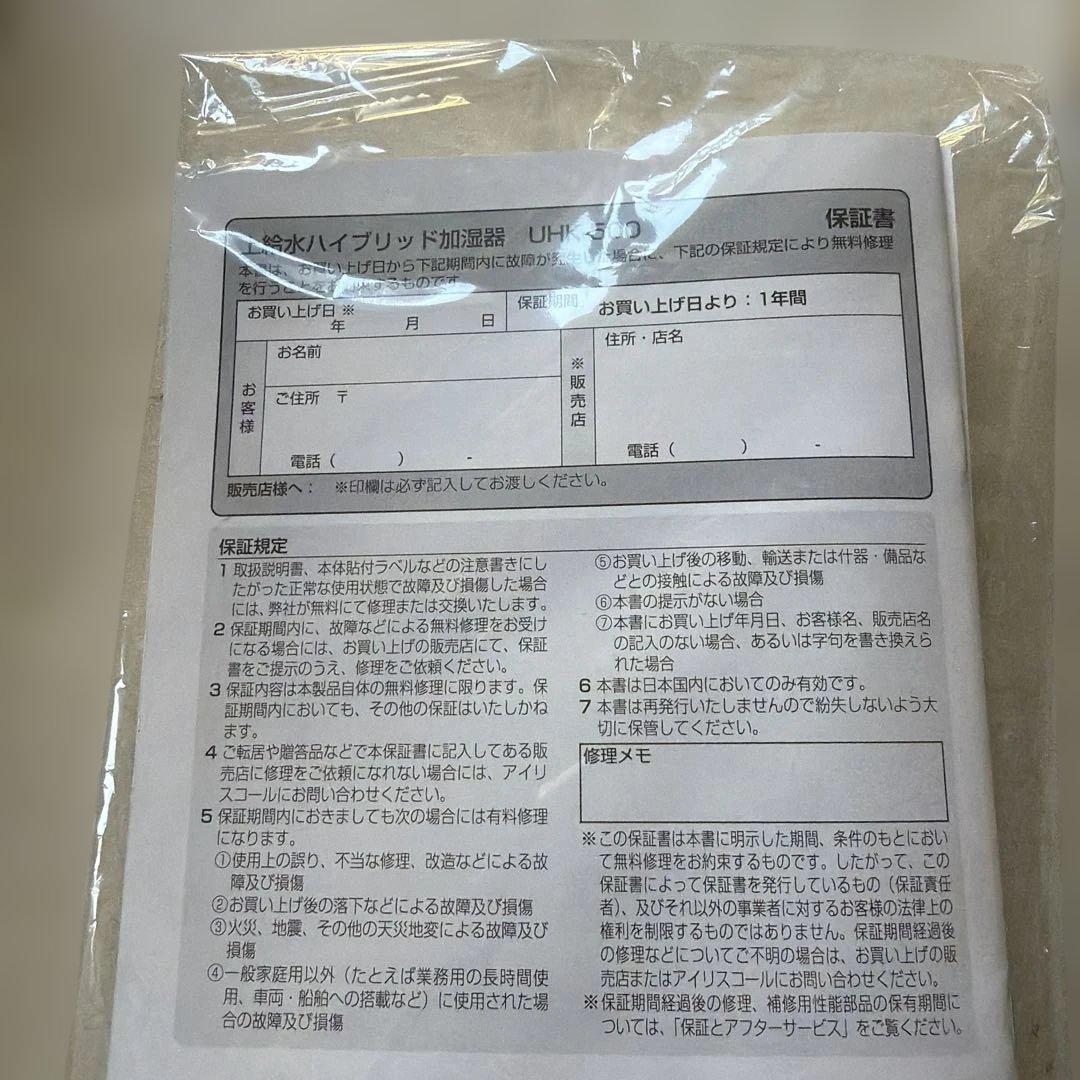 上給水ハイブリッド加湿器 UHK-500
保証書
本書は、お買い上げ日から下記期間内に故障が発生した場合に、下記の保証規定により無料修理
を行うことをお約束するものです。
お買い上げ日 ※
年 月 日
保証期間
お買い上げ日より：1年間
お客様
お名前
ご住所 〒
電話（ ） -
※販売店
住所・店名
電話（ ） -
販売店様へ： ※印欄は必ず記入してお渡しください。
保証規定
1 取扱説明書、本体貼付ラベルなどの注意書きにし
たがった正常な使用状態で故障及び損傷した場合
には、弊社が無料にて修理または交換いたします。
2 保証期間内に、故障などによる無料修理をお受け
になる場合には、お買い上げの販売店にて、保証
書をご提示のうえ、修理をご依頼ください。
3 保証内容は本製品自体の無料修理に限ります。保
証期間内においても、その他の保証はいたしかね
ます。
4 ご転居や贈答品などで本保証書に記入してある販
売店に修理をご依頼になれない場合には、アイリ
スコールにお問い合わせください。
5 保証期間内におきましても次の場合には有料修理
になります。
①使用上の誤り、不当な修理、改造などによる故
障及び損傷
②お買い上げ後の落下などによる故障及び損傷
③火災、地震、その他の天災地変による故障及び
損傷
④一般家庭用以外（たとえば業務用の長時間使
用、車両・船舶への搭載など）に使用された場
合の故障及び損傷
⑤お買い上げ後の移動、輸送または什器・備品な
どとの接触による故障及び損傷
⑥本書の提示がない場合
⑦本書にお買い上げ年月日、お客様名、販売店名
の記入のない場合、あるいは字句を書き換えら
れた場合
6 本書は日本国内においてのみ有効です。
7 本書は再発行いたしませんので紛失しないよう大
切に保管してください。
修理メモ
※この保証書は本書に明示した期間、条件のもとにおい
て無料修理をお約束するものです。したがって、この
保証書によって保証書を発行しているもの（保証責任
者）、及びそれ以外の事業者に対するお客様の法律上の
権利を制限するものではありません。保証期間経過後
の修理などについてご不明の場合は、お買い上げの販
売店またはアイリスコールにお問い合わせください。
※保証期間経過後の修理、補修用性能部品の保有期間に
ついては、「保証とアフターサービス」をご覧ください。